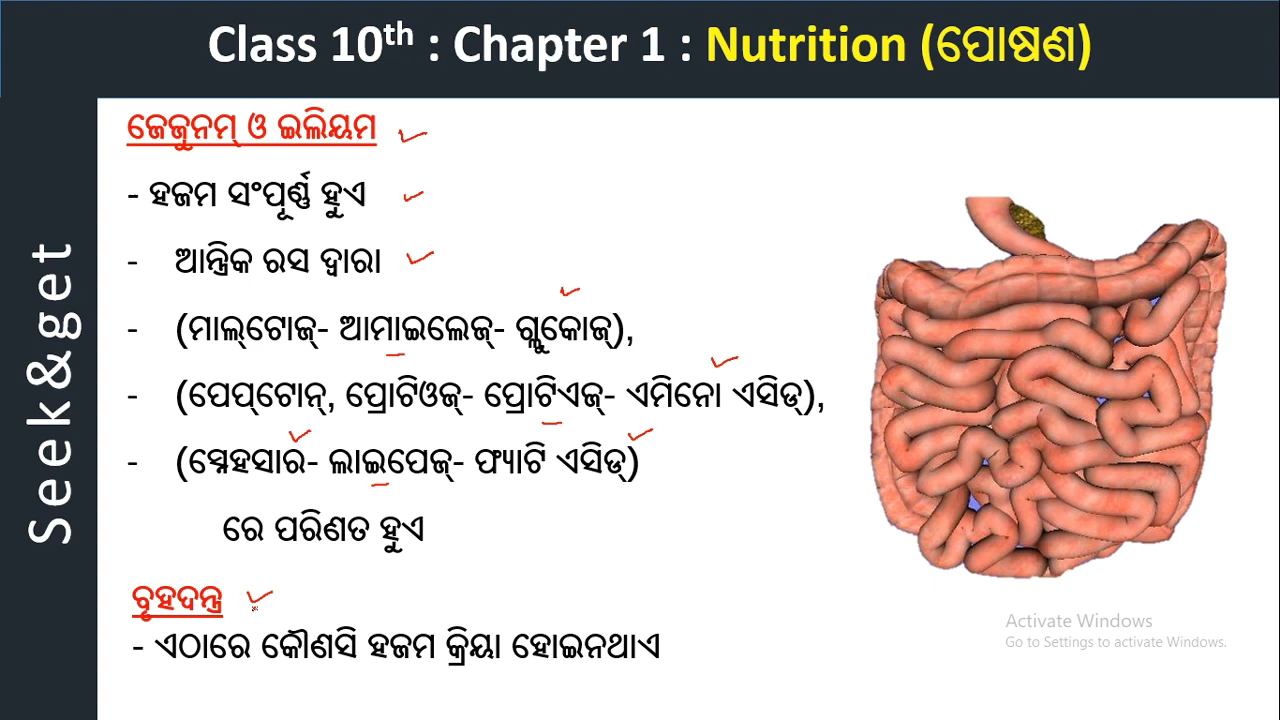 Class 10th : Chapter 1 : Nutrition (ପୋଷଣ)
Seek&get
ଜେଜୁନମ୍ ଓ ଇଲିୟମ
- ହଜମ ସଂପୂର୍ଣ୍ଣ ହୁଏ
- ଆନ୍ତ୍ରିକ ରସ ଦ୍ୱାରା
- (ମାଲ୍‌ଟୋଜ୍- ଆମାଇଲେଜ୍- ଗ୍ଲୁକୋଜ୍),
- (ପେପ୍‌ଟୋନ୍, ପ୍ରୋଟିଓଜ୍- ପ୍ରୋଟିଏଜ୍- ଏମିନୋ ଏସିଡ୍),
- (ସ୍ନେହସାର- ଲାଇପେଜ୍- ଫ୍ୟାଟି ଏସିଡ୍)
ରେ ପରିଣତ ହୁଏ
ବୃହଦନ୍ତ୍ର
- ଏଠାରେ କୌଣସି ହଜମ କ୍ରିୟା ହୋଇନଥାଏ
Activate Windows
Go to Settings to activate Windows.